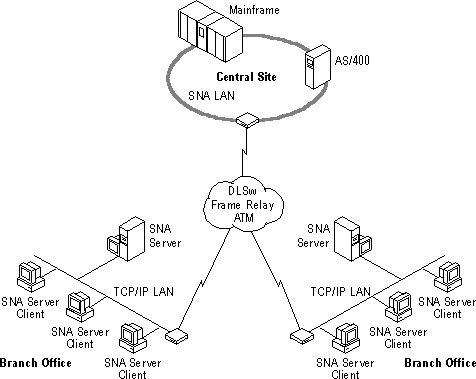 Mainframe
AS/400
Central Site
SNA LAN
DLSw
Frame Relay
ATM
SNA
Server
SNA
Server
TCP/IP LAN
TCP/IP LAN
SNA Server
Client
SNA Server
Client
SNA Server
Client
SNA Server
Client
SNA Server
Client
SNA Server
Client
Branch Office
Branch Office